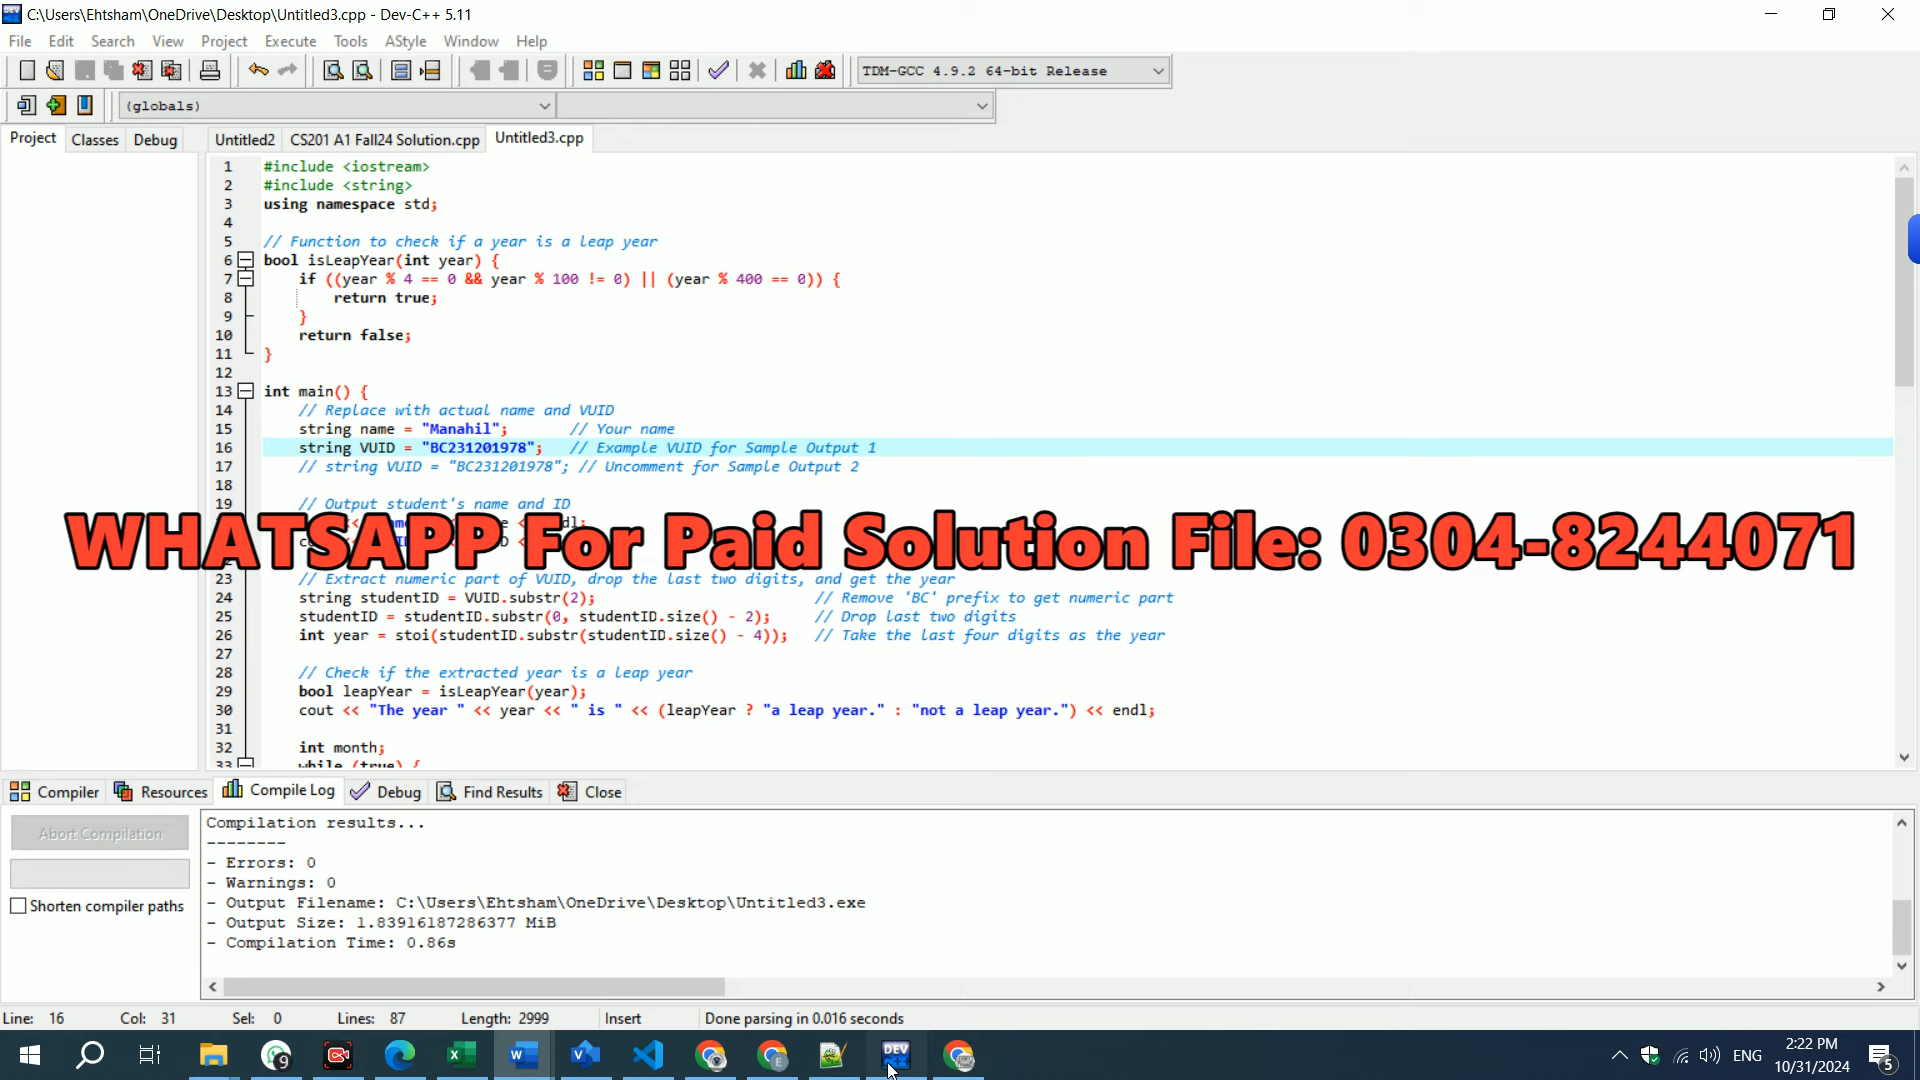 C:\Users\Ehtsham\OneDrive\Desktop\Untitled3.cpp - Dev-C++ 5.11
File Edit Search View Project Execute Tools AStyle Window Help
TDM-GCC 4.9.2 64-bit Release
(globals)
Project Classes Debug Untitled2 CS201 A1 Fall24 Solution.cpp Untitled3.cpp
1 #include <iostream>
2 #include <string>
3 using namespace std;
4
5 // Function to check if a year is a leap year
6 bool isLeapYear(int year) {
7 if ((year % 4 == 0 && year % 100 != 0) || (year % 400 == 0)) {
8 return true;
9 }
10 return false;
11 }
12
13 int main() {
14 // Replace with actual name and VUID
15 string name = "Manahil"; // Your name
16 string VUID = "BC231201978"; // Example VUID for Sample Output 1
17 // string VUID = "BC231201978"; // Uncomment for Sample Output 2
18
19 // Output student's name and ID
WHATSAPP For Paid Solution File: 0304-8244071
23 // Extract numeric part of VUID, drop the last two digits, and get the year
24 string studentID = VUID.substr(2); // Remove 'BC' prefix to get numeric part
25 studentID = studentID.substr(0, studentID.size() - 2); // Drop last two digits
26 int year = stoi(studentID.substr(studentID.size() - 4)); // Take the last four digits as the year
27
28 // Check if the extracted year is a leap year
29 bool leapYear = isLeapYear(year);
30 cout << "The year " << year << " is " << (leapYear ? "a leap year." : "not a leap year.") << endl;
31
32 int month;
33 while (true) {
Compiler Resources Compile Log Debug Find Results Close
Abort Compilation
Shorten compiler paths
Compilation results...
--------
- Errors: 0
- Warnings: 0
- Output Filename: C:\Users\Ehtsham\OneDrive\Desktop\Untitled3.exe
- Output Size: 1.83916187286377 MiB
- Compilation Time: 0.86s
Line: 16 Col: 31 Sel: 0 Lines: 87 Length: 2999 Insert Done parsing in 0.016 seconds
9
DEV
E
ENG
2:22 PM
10/31/2024
5